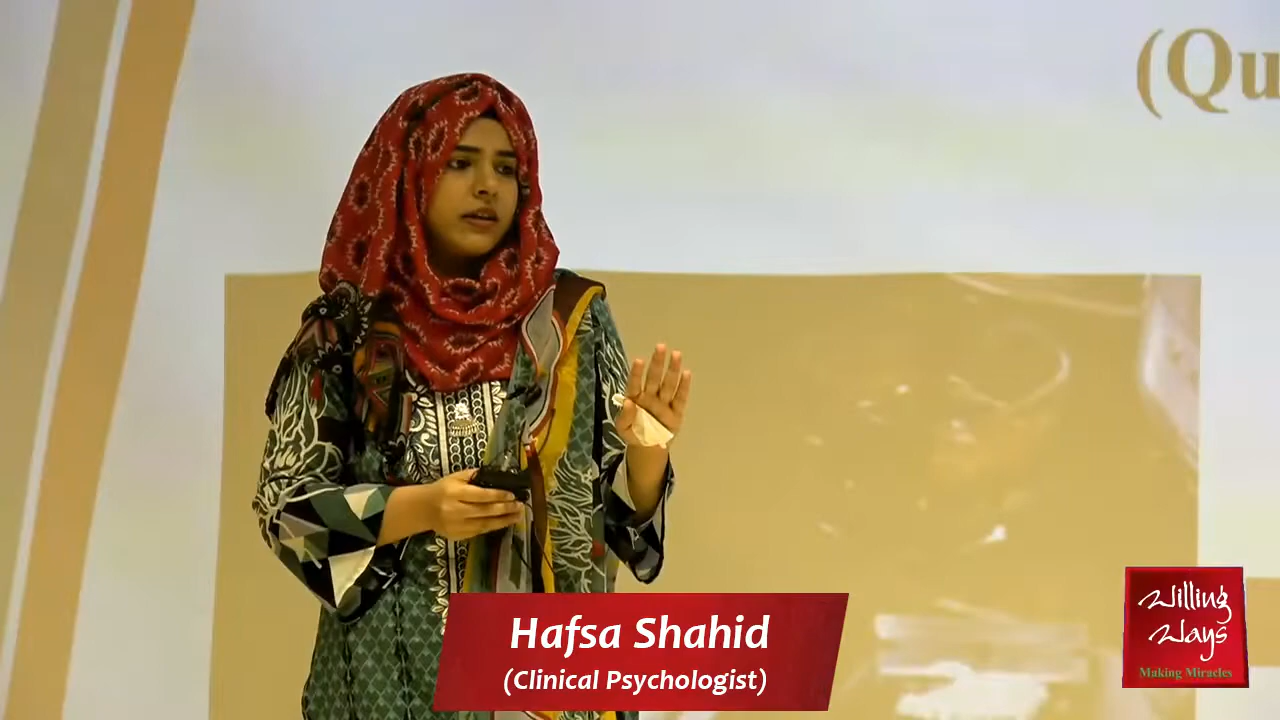 (Qu
Hafsa Shahid
(Clinical Psychologist)
Willing
Ways
Making Miracles